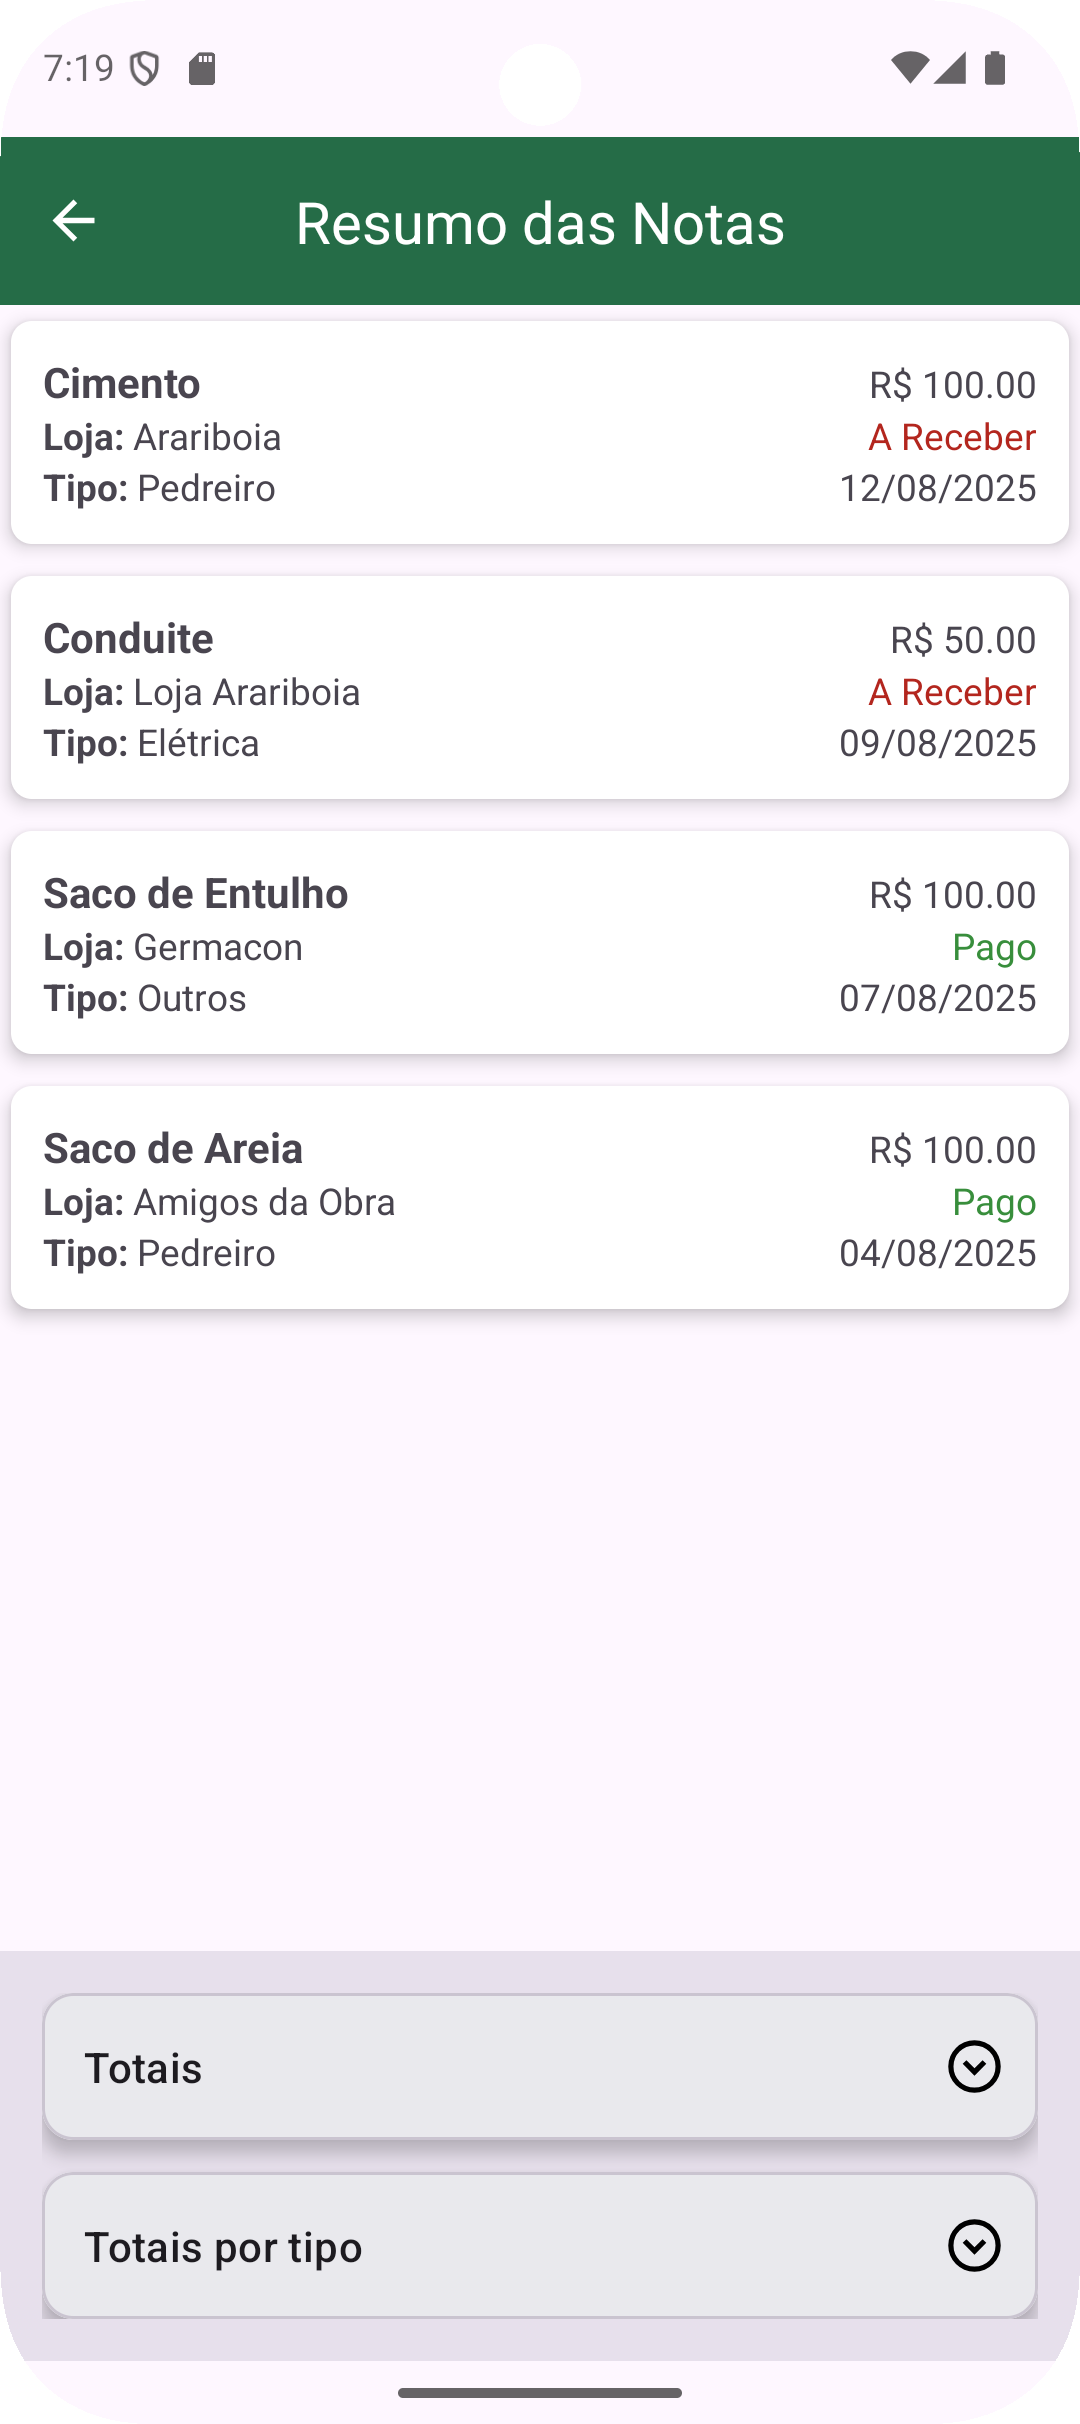 7:19
Resumo das Notas
Cimento R$ 100.00
Loja: Arariboia A Receber
Tipo: Pedreiro 12/08/2025
Conduite R$ 50.00
Loja: Loja Arariboia A Receber
Tipo: Elétrica 09/08/2025
Saco de Entulho R$ 100.00
Loja: Germacon Pago
Tipo: Outros 07/08/2025
Saco de Areia R$ 100.00
Loja: Amigos da Obra Pago
Tipo: Pedreiro 04/08/2025
Totais
Totais por tipo